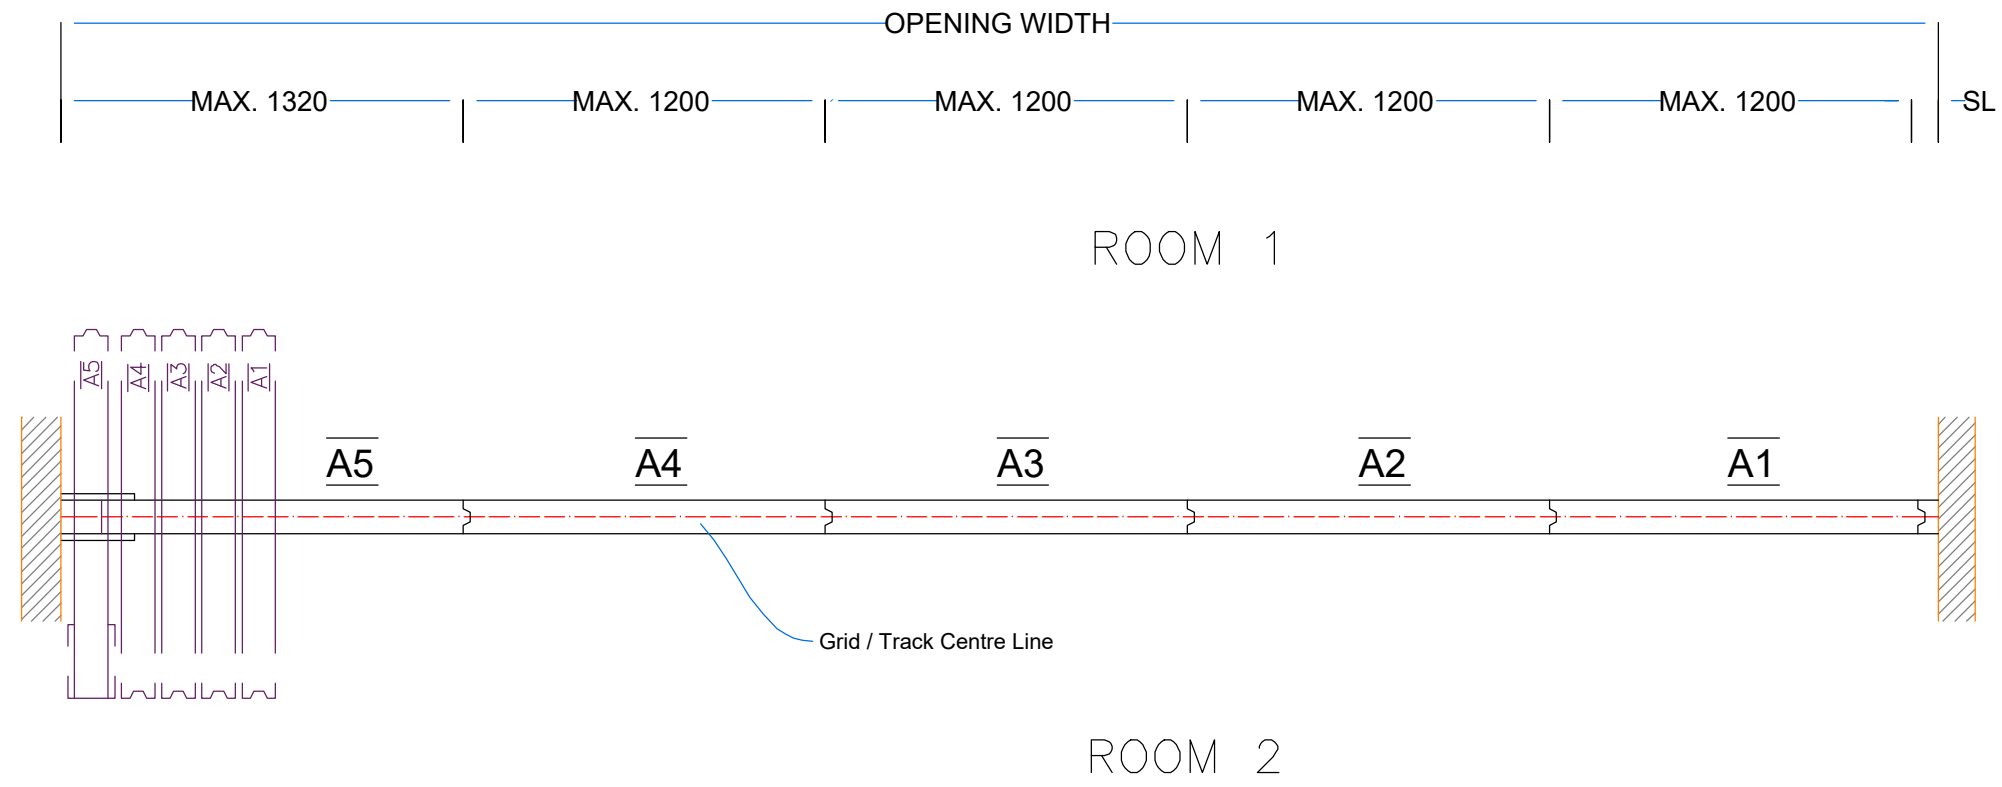 OPENING WIDTH
MAX. 1320 MAX. 1200 MAX. 1200 MAX. 1200 MAX. 1200 SL
ROOM 1
A5 A4 A3 A2 A1
A5 A4 A3 A2 A1
Grid / Track Centre Line
ROOM 2